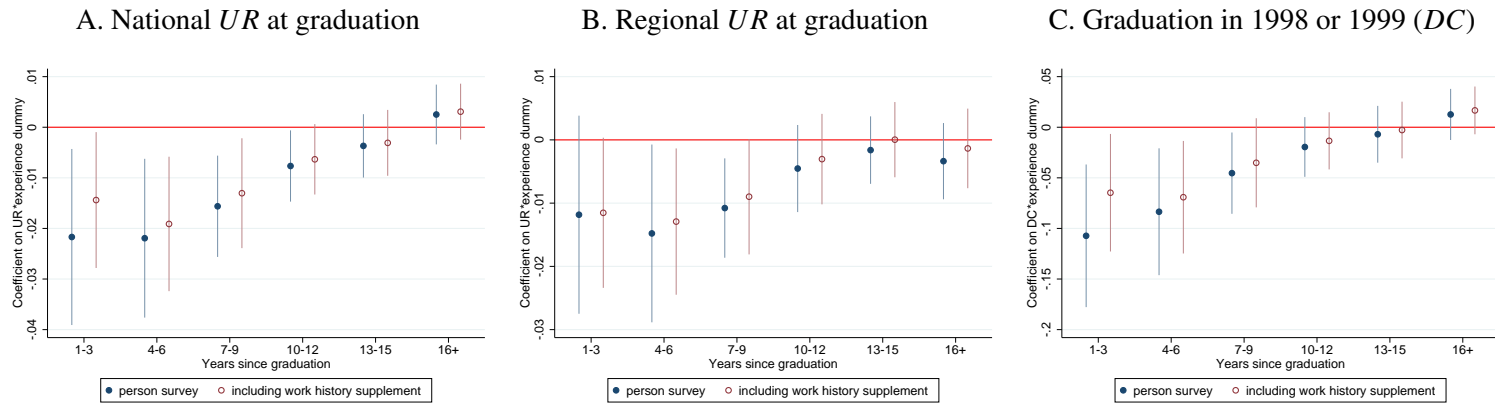 A. National UR at graduation
Coefficient on UR*experience dummy
.01
0
-.01
-.02
-.03
-.04
1-3 4-6 7-9 10-12 13-15 16+
Years since graduation
person survey including work history supplement
B. Regional UR at graduation
Coefficient on UR*experience dummy
.01
0
-.01
-.02
-.03
1-3 4-6 7-9 10-12 13-15 16+
Years since graduation
person survey including work history supplement
C. Graduation in 1998 or 1999 (DC)
Coefficient on DC*experience dummy
.05
0
-.05
-.1
-.15
-.2
1-3 4-6 7-9 10-12 13-15 16+
Years since graduation
person survey including work history supplement